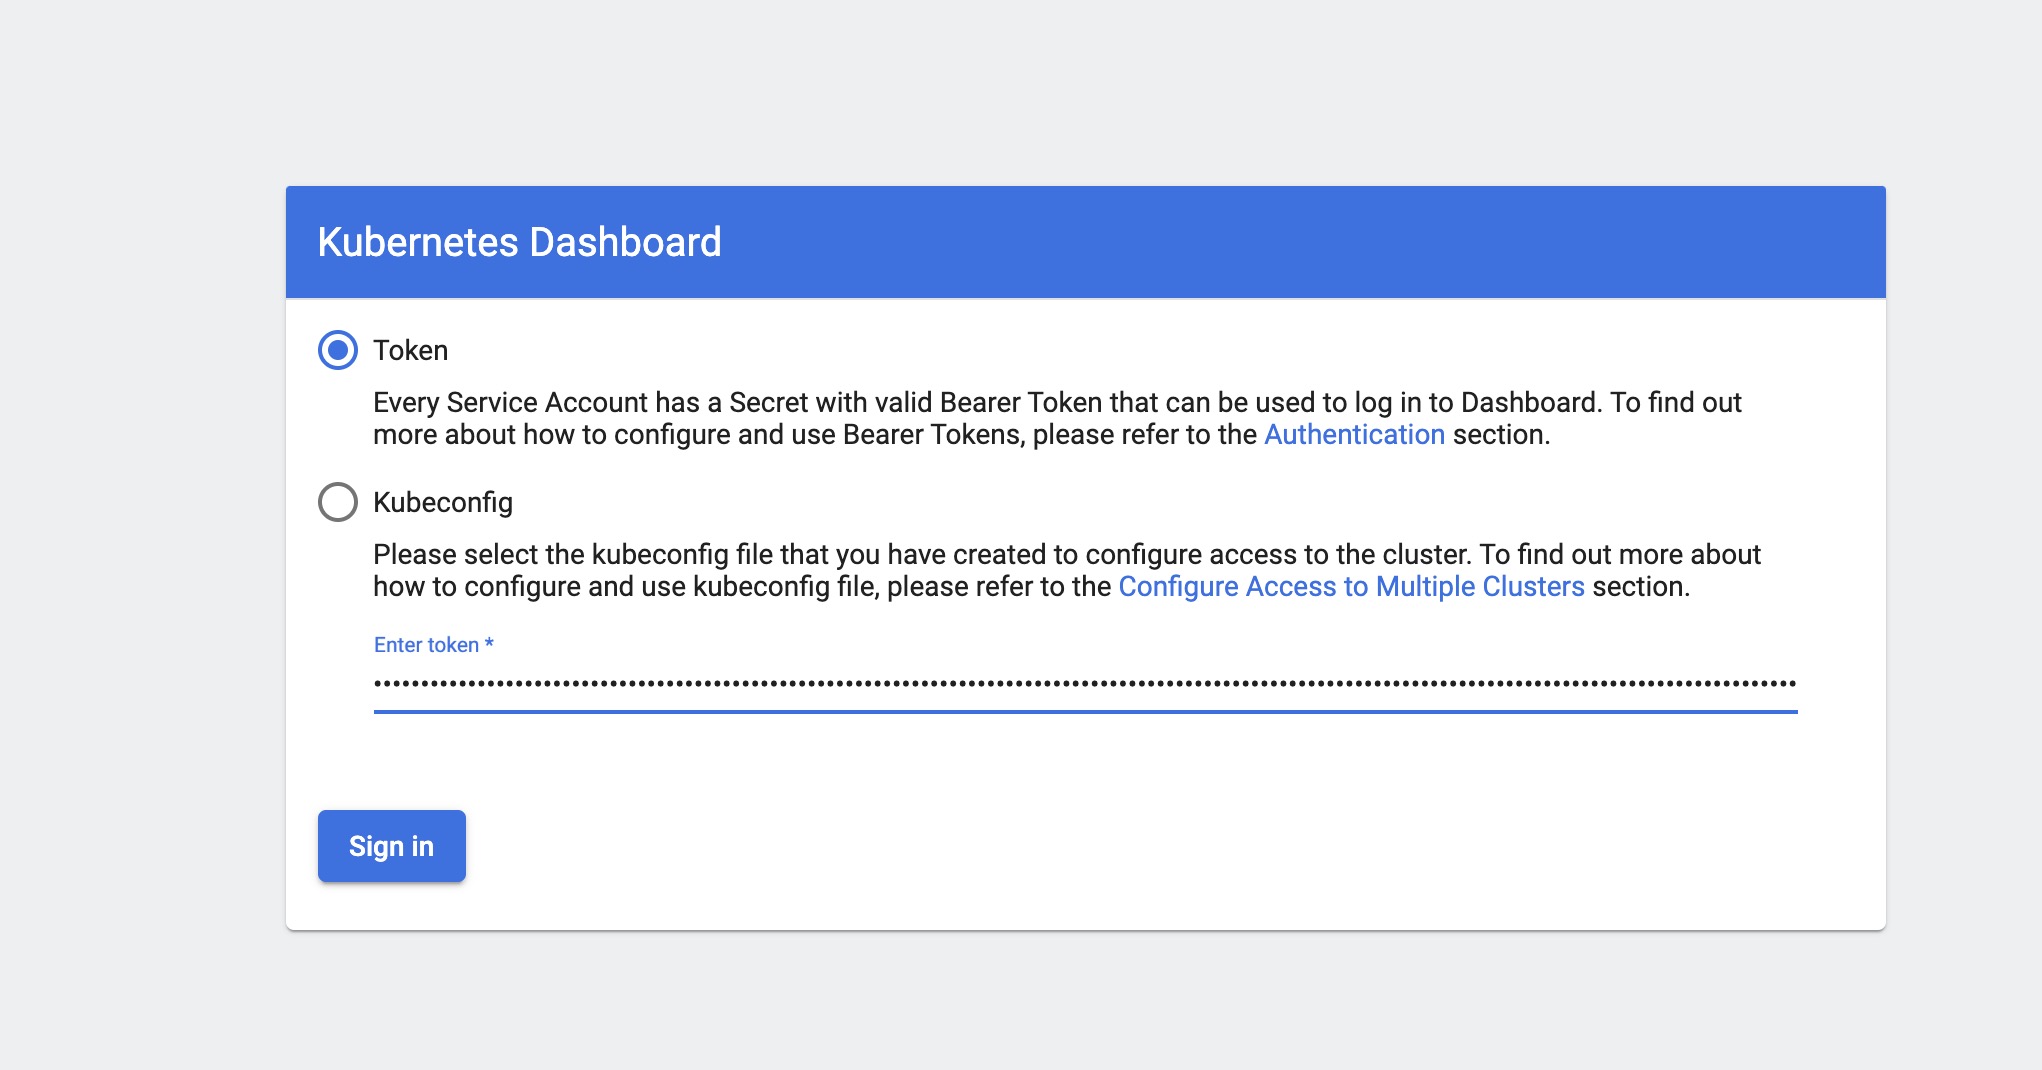 Kubernetes Dashboard
Token
Every Service Account has a Secret with valid Bearer Token that can be used to log in to Dashboard. To find out
more about how to configure and use Bearer Tokens, please refer to the Authentication section.
Kubeconfig
Please select the kubeconfig file that you have created to configure access to the cluster. To find out more about
how to configure and use kubeconfig file, please refer to the Configure Access to Multiple Clusters section.
Enter token *
Sign in